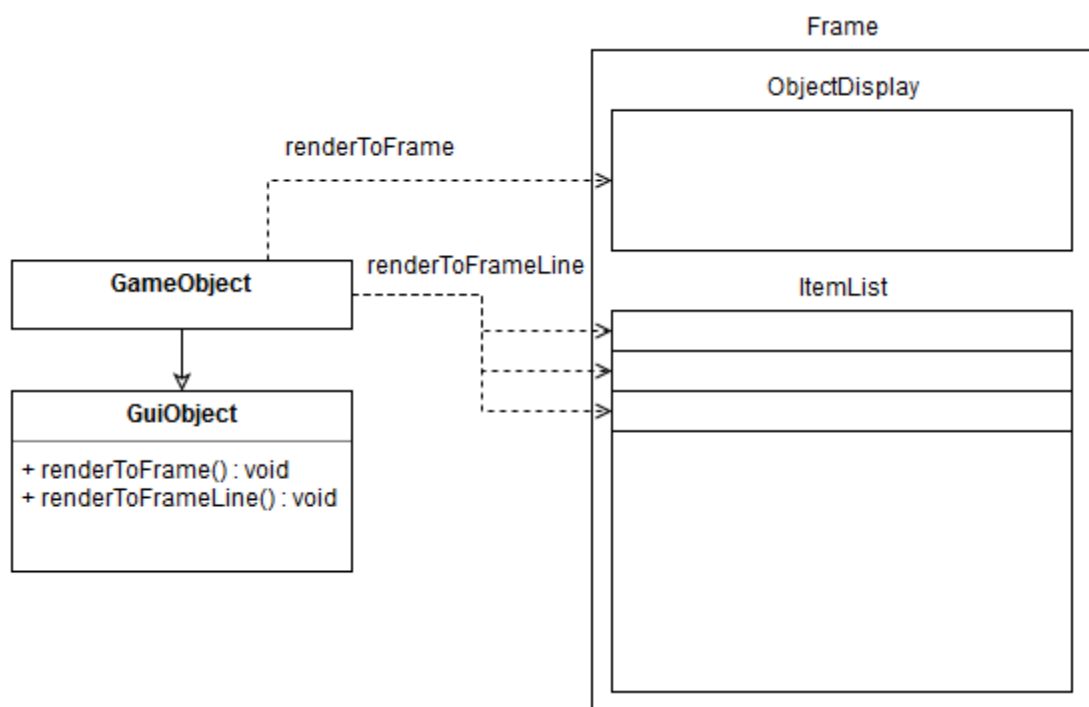 Frame
ObjectDisplay
renderToFrame
GameObject
renderToFrameLine
ItemList
GuiObject
+ renderToFrame() : void
+ renderToFrameLine() : void